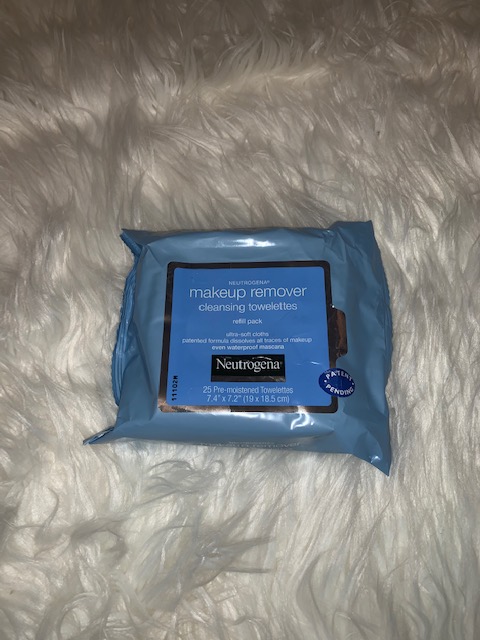 NEUTROGENA®
makeup remover
cleansing towelettes
refill pack
ultra-soft cloths
patented formula dissolves all traces of makeup
even waterproof mascara
Neutrogena®
25 Pre-moistened Towelettes
7.4" x 7.2" (19 x 18.5 cm)
PATENT
PENDING